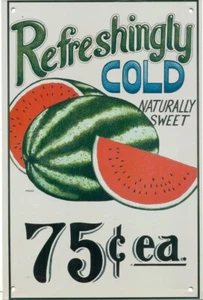 Refreshingly
COLD
NATURALLY
SWEET
75¢ ea.